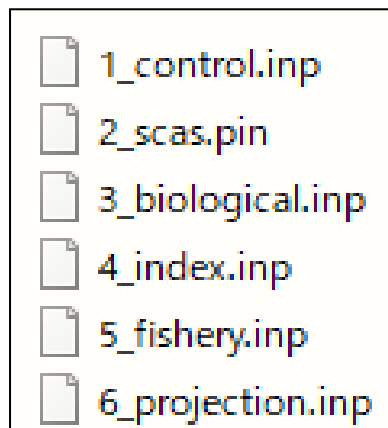 1_control.inp
2_scas.pin
3_biological.inp
4_index.inp
5_fishery.inp
6_projection.inp